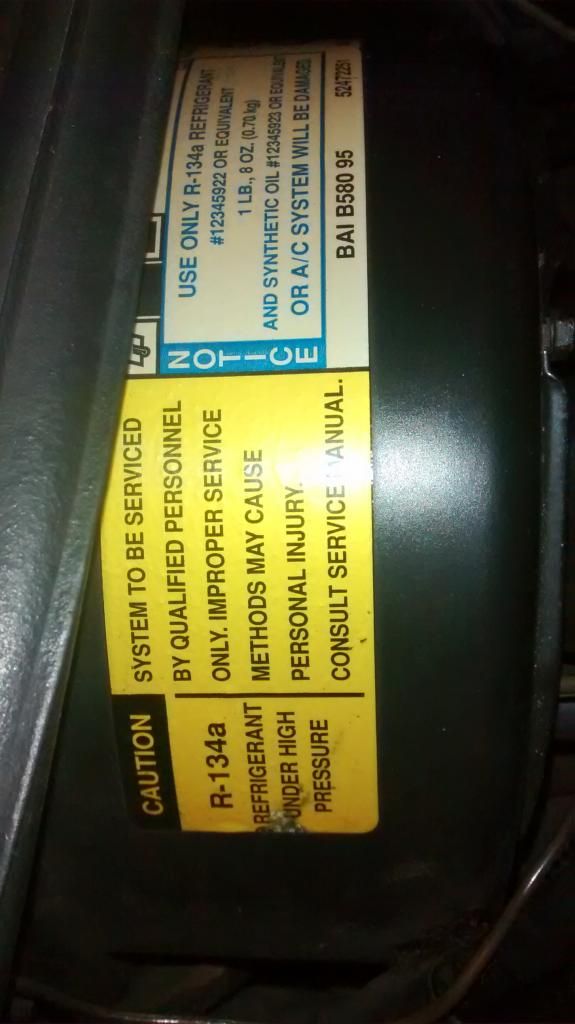 CAUTION
R-134a
REFRIGERANT
UNDER HIGH
PRESSURE
SYSTEM TO BE SERVICED
BY QUALIFIED PERSONNEL
ONLY. IMPROPER SERVICE
METHODS MAY CAUSE
PERSONAL INJURY.
CONSULT SERVICE MANUAL.
NOTICE
USE ONLY R-134a REFRIGERANT
#12345922 OR EQUIVALENT
1 LB., 8 OZ. (0.70 kg)
AND SYNTHETIC OIL #12345923 OR EQUIVALENT
OR A/C SYSTEM WILL BE DAMAGED
BAI B580 95 52472251